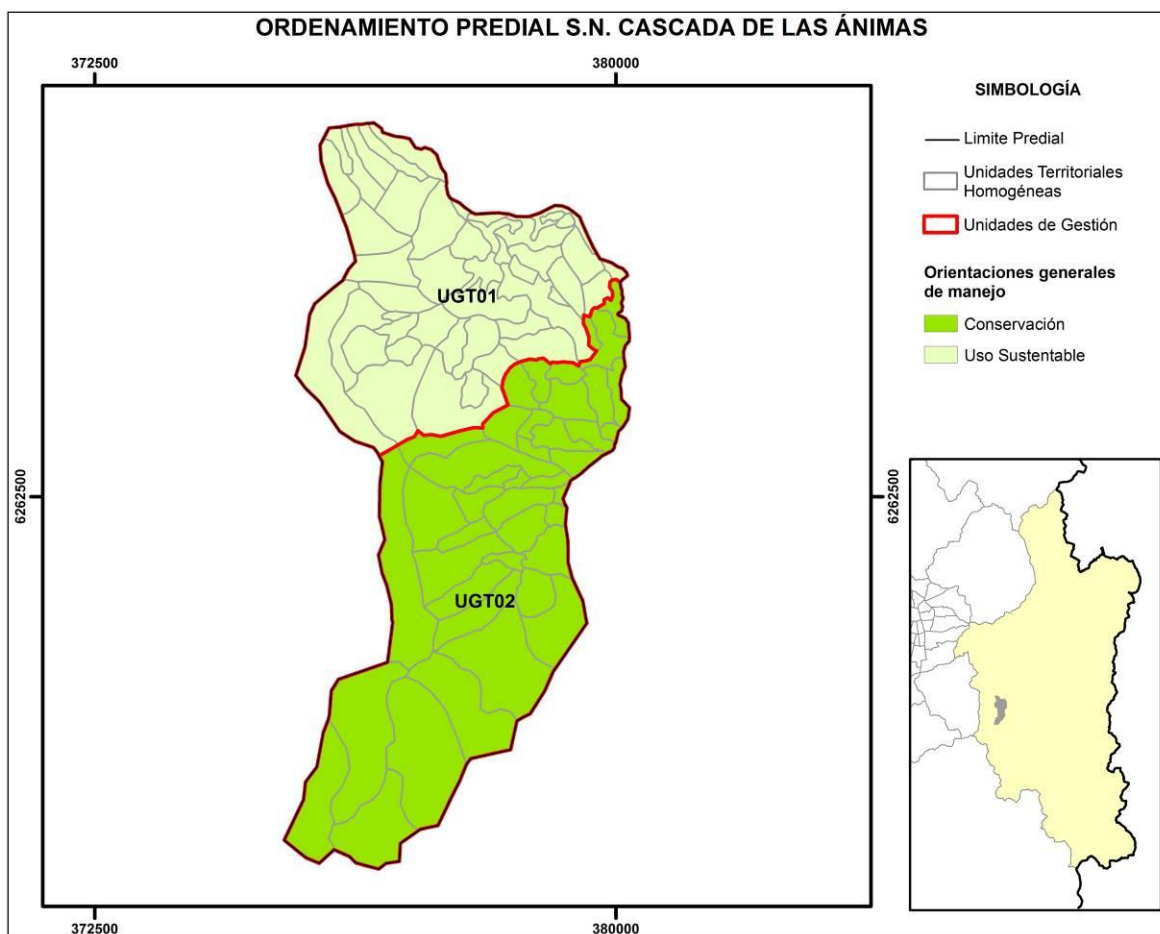 ORDENAMIENTO PREDIAL S.N. CASCADA DE LAS ÁNIMAS
372500
380000
SIMBOLOGÍA
Limite Predial
Unidades Territoriales
Homogéneas
Unidades de Gestión
Orientaciones generales
de manejo
Conservación
Uso Sustentable
UGT01
6262500
6262500
UGT02
372500
380000